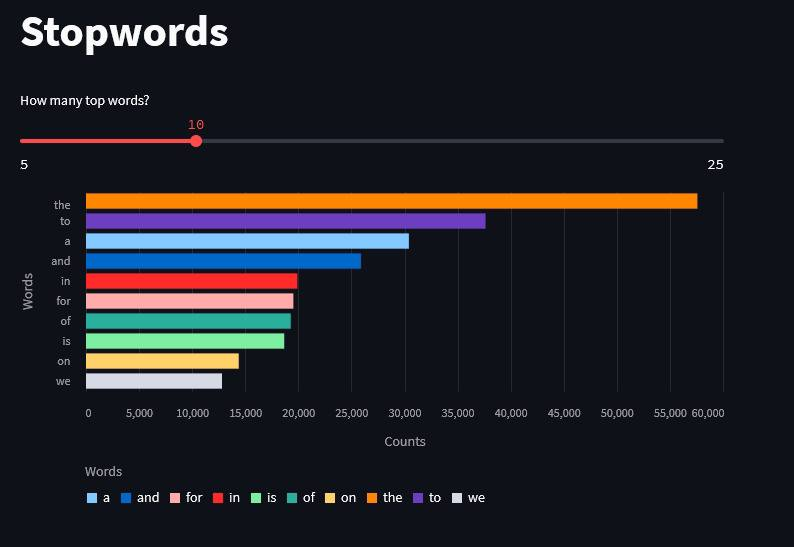 Stopwords
How many top words?
10
5 25
the
to
a
and
in
for
of
is
on
we
Words
0 5,000 10,000 15,000 20,000 25,000 30,000 35,000 40,000 45,000 50,000 55,000 60,000
Counts
Words
a and for in is of on the to we